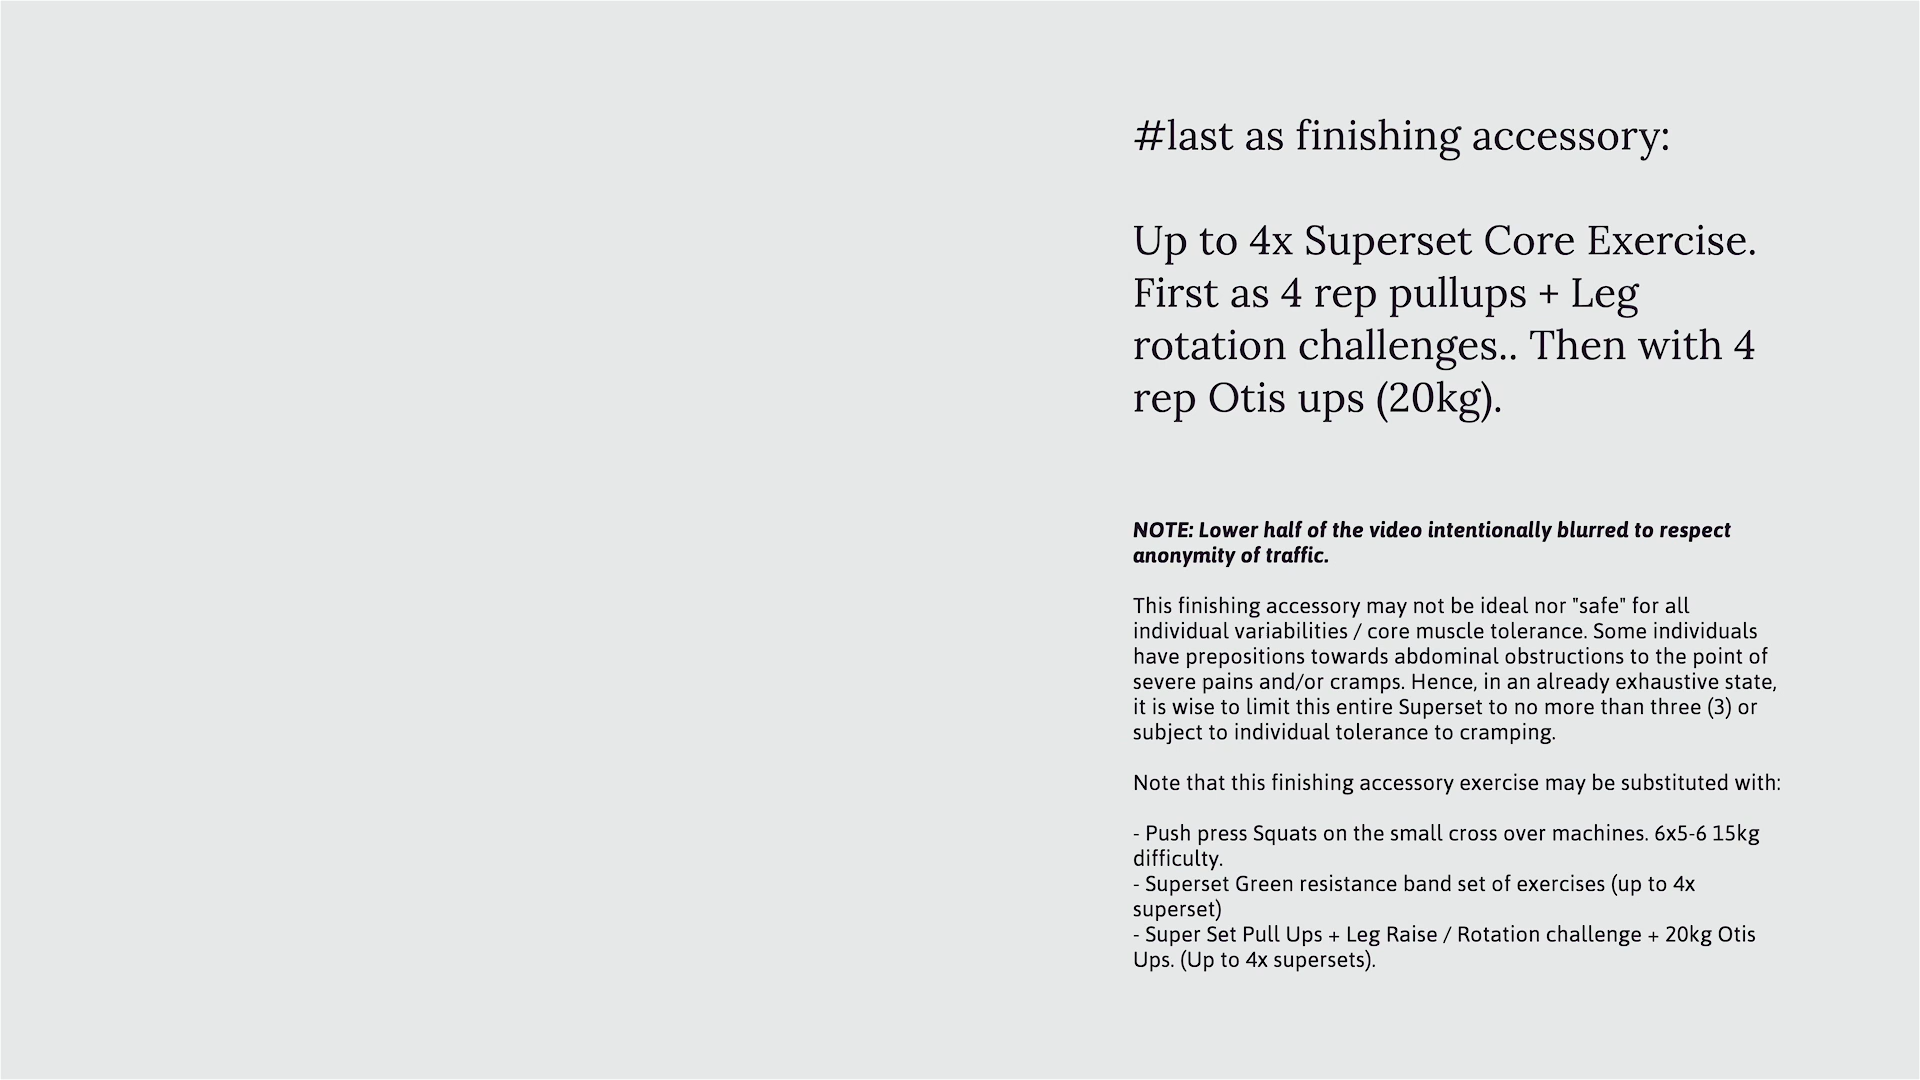 #last as finishing accessory:
Up to 4x Superset Core Exercise.
First as 4 rep pullups + Leg
rotation challenges.. Then with 4
rep Otis ups (20kg).
NOTE: Lower half of the video intentionally blurred to respect
anonymity of traffic.
This finishing accessory may not be ideal nor "safe" for all
individual variabilities / core muscle tolerance. Some individuals
have prepositions towards abdominal obstructions to the point of
severe pains and/or cramps. Hence, in an already exhaustive state,
it is wise to limit this entire Superset to no more than three (3) or
subject to individual tolerance to cramping.
Note that this finishing accessory exercise may be substituted with:
- Push press Squats on the small cross over machines. 6x5-6 15kg
difficulty.
- Superset Green resistance band set of exercises (up to 4x
superset)
- Super Set Pull Ups + Leg Raise / Rotation challenge + 20kg Otis
Ups. (Up to 4x supersets).